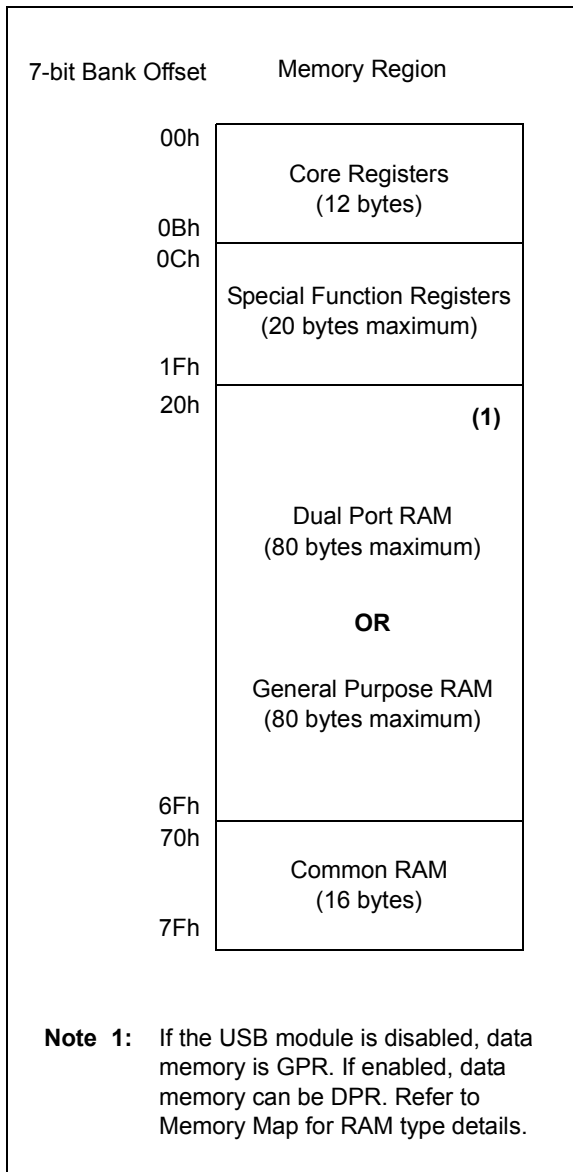 7-bit Bank Offset Memory Region
00h
Core Registers
(12 bytes)
0Bh
0Ch
Special Function Registers
(20 bytes maximum)
1Fh
20h
(1)
Dual Port RAM
(80 bytes maximum)
OR
General Purpose RAM
(80 bytes maximum)
6Fh
70h
Common RAM
(16 bytes)
7Fh
Note 1: If the USB module is disabled, data
memory is GPR. If enabled, data
memory can be DPR. Refer to
Memory Map for RAM type details.